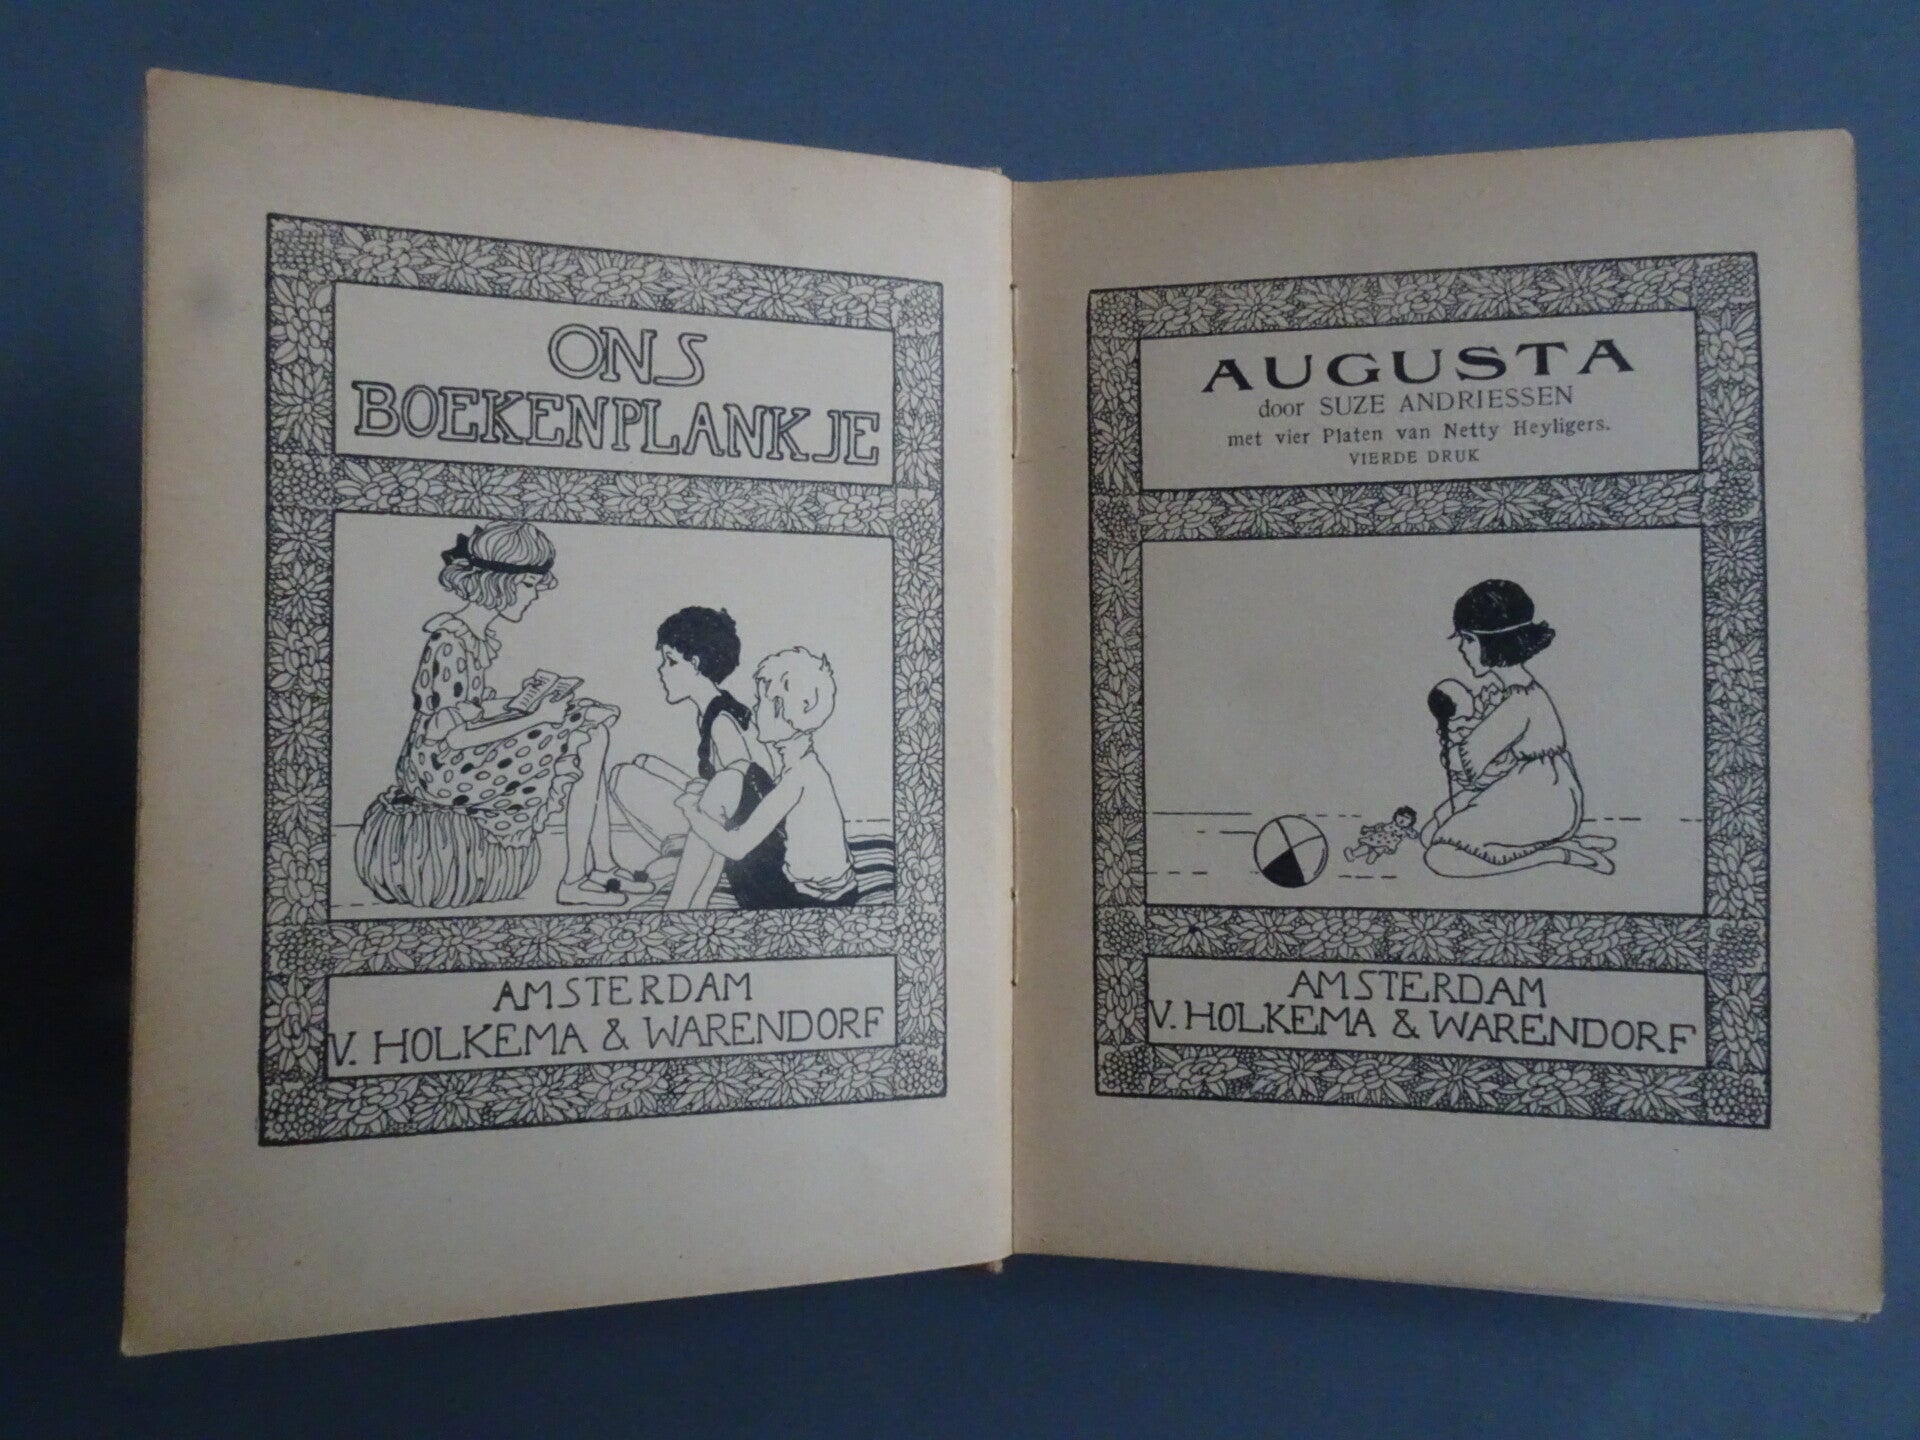 ONS
BOEKENPLANKJE
AMSTERDAM
V. HOLKEMA & WARENDORF
AUGUSTA
door SUZE ANDRIESSEN
met vier Platen van Netty Heyligers.
VIERDE DRUK
AMSTERDAM
V. HOLKEMA & WARENDORF